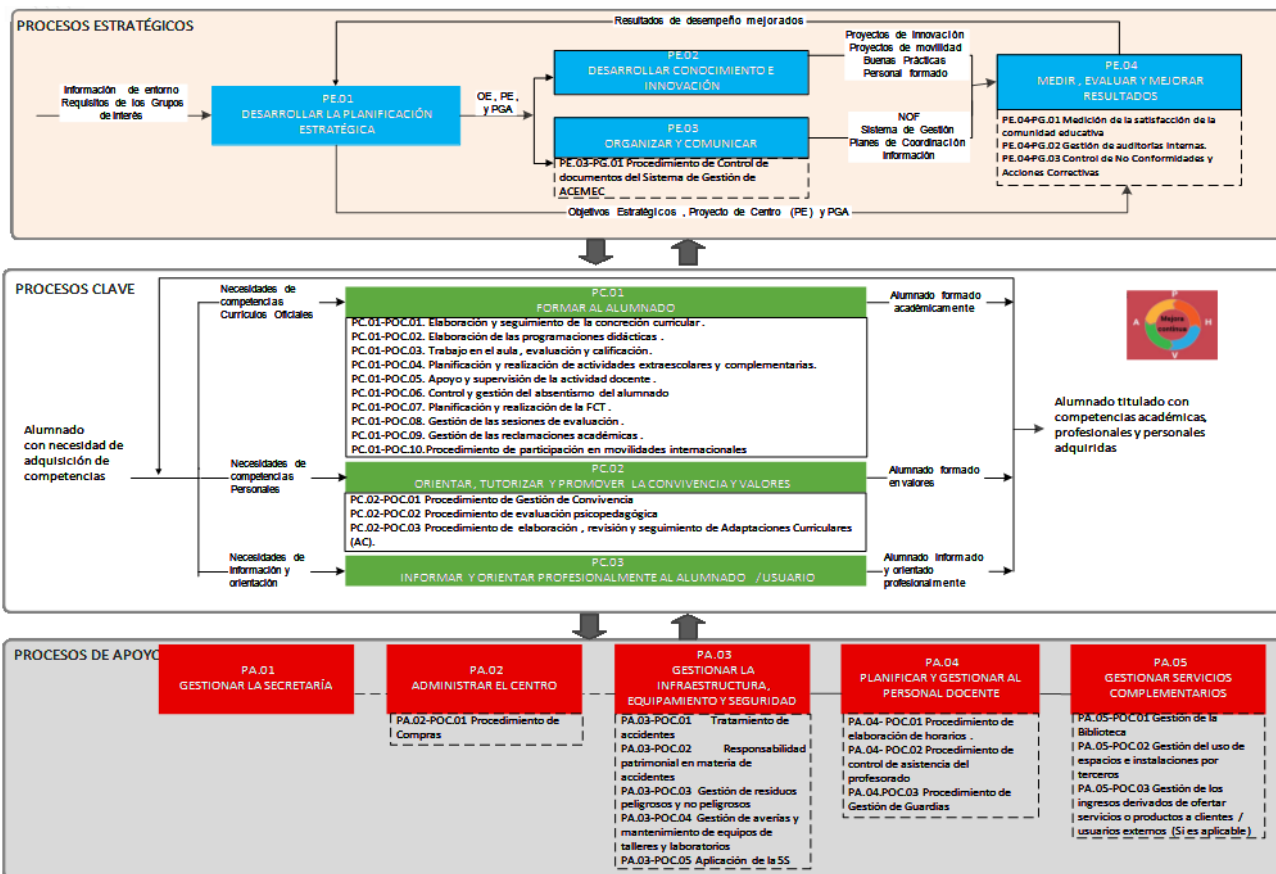 PROCESOS ESTRATÉGICOS
Resultados de desempeño mejorados
Información de entorno
Requisitos de los Grupos
de Interés
PE.01
DESARROLLAR LA PLANIFICACIÓN
ESTRATÉGICA
OE, PE,
y PGA
PE.02
DESARROLLAR CONOCIMIENTO E
INNOVACIÓN
PE.03
ORGANIZAR Y COMUNICAR
PE.03-PG.01 Procedimiento de Control de
documentos del Sistema de Gestión de
ACEMEC
Proyectos de Innovación
Proyectos de movilidad
Buenas Prácticas
Personal formado
NOF
Sistema de Gestión
Planes de Coordinación
Información
PE.04
MEDIR, EVALUAR Y MEJORAR
RESULTADOS
PE.04-PG.01 Medición de la satisfacción de la
comunidad educativa
PE.04-PG.02 Gestión de auditorías internas.
PE.04-PG.03 Control de No Conformidades y
Acciones Correctivas
Objetivos Estratégicos, Proyecto de Centro (PE) y PGA
PROCESOS CLAVE
Alumnado
con necesidad de
adquisición de
competencias
Necesidades de
competencias
Currículos Oficiales
PC.01
FORMAR AL ALUMNADO
PC.01-POC.01. Elaboración y seguimiento de la concreción curricular.
PC.01-POC.02. Elaboración de las programaciones didácticas.
PC.01-POC.03. Trabajo en el aula, evaluación y calificación.
PC.01-POC.04. Planificación y realización de actividades extraescolares y complementarias.
PC.01-POC.05. Apoyo y supervisión de la actividad docente.
PC.01-POC.06. Control y gestión del absentismo del alumnado
PC.01-POC.07. Planificación y realización de la FCT.
PC.01-POC.08. Gestión de las sesiones de evaluación.
PC.01-POC.09. Gestión de las reclamaciones académicas.
PC.01-POC.10. Procedimiento de participación en movilidades internacionales
Alumnado formado
académicamente
Necesidades de
competencias
Personales
PC.02
ORIENTAR, TUTORIZAR Y PROMOVER LA CONVIVENCIA Y VALORES
PC.02-POC.01 Procedimiento de Gestión de Convivencia
PC.02-POC.02 Procedimiento de evaluación psicopedagógica
PC.02-POC.03 Procedimiento de elaboración, revisión y seguimiento de Adaptaciones Curriculares
(AC).
Alumnado formado
en valores
Necesidades de
Información y
orientación
PC.03
INFORMAR Y ORIENTAR PROFESIONALMENTE AL ALUMNADO /USUARIO
Alumnado informado
y orientado
profesionalmente
P
A
Mejora
continua
H
V
Alumnado titulado con
competencias académicas,
profesionales y personales
adquiridas
PROCESOS DE APOYO
PA.01
GESTIONAR LA SECRETARÍA
PA.02
ADMINISTRAR EL CENTRO
PA.02-POC.01 Procedimiento de
Compras
PA.03
GESTIONAR LA
INFRAESTRUCTURA,
EQUIPAMIENTO Y SEGURIDAD
PA.03-POC.01 Tratamiento de
accidentes
PA.03-POC.02 Responsabilidad
patrimonial en materia de
accidentes
PA.03-POC.03 Gestión de residuos
peligrosos y no peligrosos
PA.03-POC.04 Gestión de averías y
mantenimiento de equipos de
talleres y laboratorios
PA.03-POC.05 Aplicación de la 5S
PA.04
PLANIFICAR Y GESTIONAR AL
PERSONAL DOCENTE
PA.04- POC.01 Procedimiento de
elaboración de horarios.
PA.04- POC.02 Procedimiento de
control de asistencia del
profesorado
PA.04.POC.03 Procedimiento de
Gestión de Guardias
PA.05
GESTIONAR SERVICIOS
COMPLEMENTARIOS
PA.05-POC.01 Gestión de la
Biblioteca
PA.05-POC.02 Gestión del uso de
espacios e instalaciones por
terceros
PA.05-POC.03 Gestión de los
ingresos derivados de ofertar
servicios o productos a clientes /
usuarios externos (Si es aplicable)